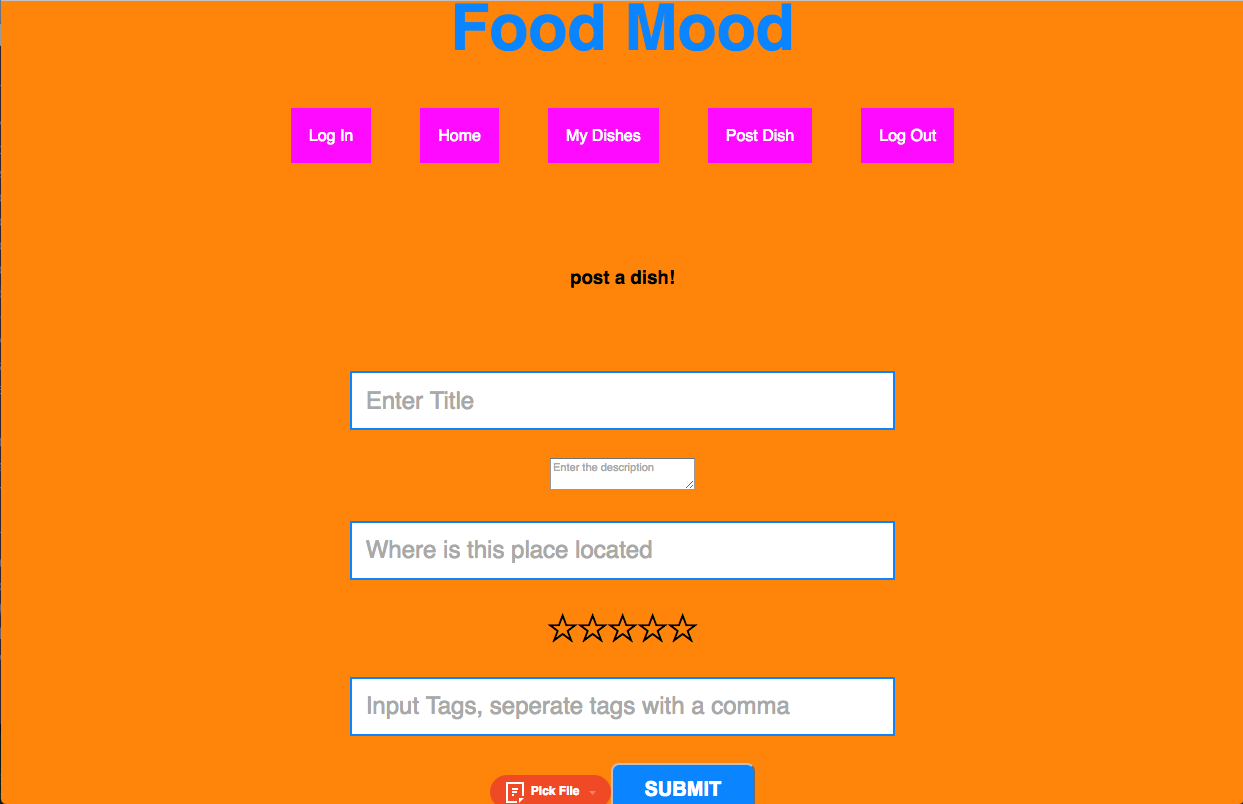 Food Mood
Log In Home My Dishes Post Dish Log Out
post a dish!
Enter Title
Enter the description
Where is this place located
Input Tags, seperate tags with a comma
Pick File SUBMIT